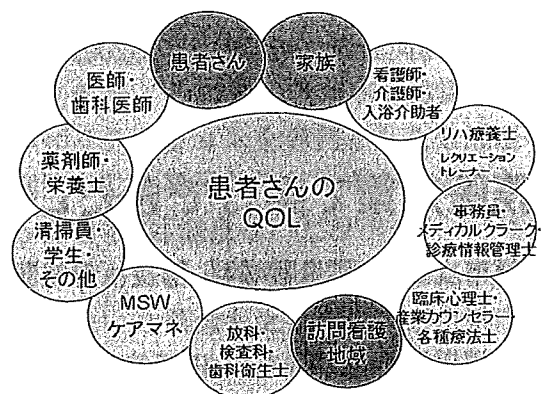 患者さん
家族
看護師・
介護師・
入浴介助者
リハ療養士
レクリエーション
トレーナー
事務員・
メディカルクラーク・
診療情報管理士
臨床心理士・
産業カウンセラー・
各種療法士
訪問看護
地域
放科・
検査科・
歯科衛生士
MSW
ケアマネ
清掃員・
学生・
その他
薬剤師・
栄養士
医師・
歯科医師
患者さんの
QOL